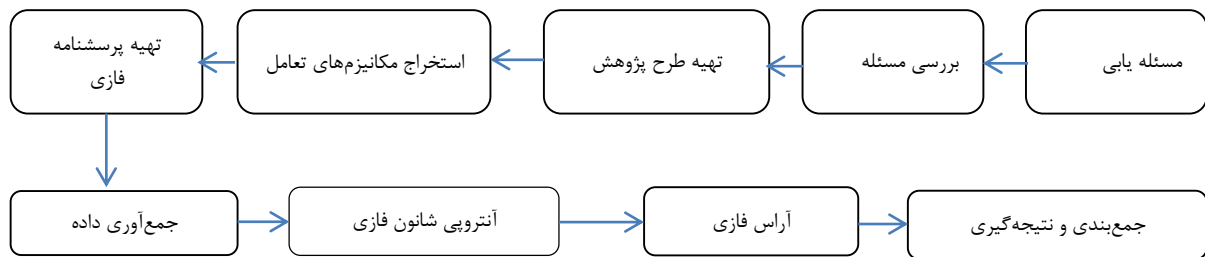 مسئله یابی
بررسی مسئله
تهیه طرح پژوهش
استخراج مکانیزم‌های تعامل
تهیه پرسشنامه
فازی
جمع‌آوری داده
آنتروپی شانون فازی
آراس فازی
جمع‌بندی و نتیجه‌گیری